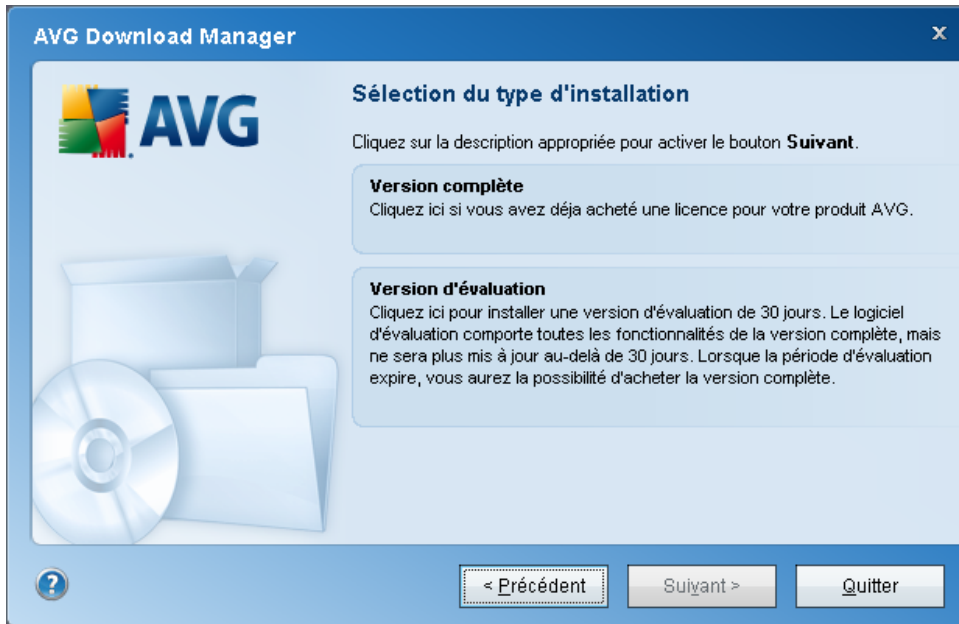 AVG Download Manager
x
AVG
Sélection du type d'installation
Cliquez sur la description appropriée pour activer le bouton Suivant.
Version complète
Cliquez ici si vous avez déja acheté une licence pour votre produit AVG.
Version d'évaluation
Cliquez ici pour installer une version d'évaluation de 30 jours. Le logiciel
d'évaluation comporte toutes les fonctionnalités de la version complète, mais
ne sera plus mis à jour au-delà de 30 jours. Lorsque la période d'évaluation
expire, vous aurez la possibilité d'acheter la version complète.
?
< Précédent
Suivant >
Quitter